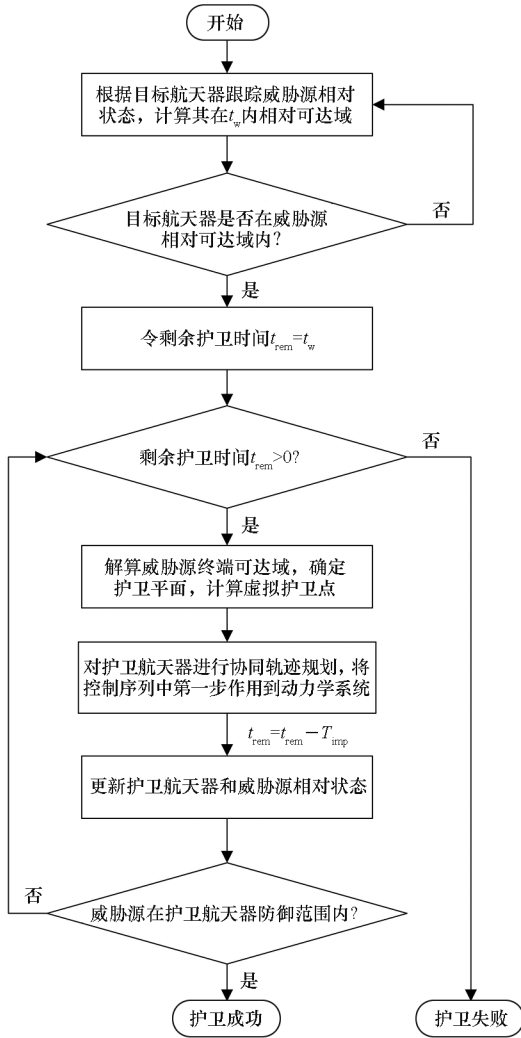 开始
根据目标航天器跟踪威胁源相对
状态，计算其在t_w内相对可达域
目标航天器是否在威胁源
相对可达域内？
否
是
令剩余护卫时间t_rem=t_w
剩余护卫时间t_rem>0?
否
是
解算威胁源终端可达域，确定
护卫平面，计算虚拟护卫点
对护卫航天器进行协同轨迹规划，将
控制序列中第一步作用到动力学系统
t_rem=t_rem－T_imp
更新护卫航天器和威胁源相对状态
否
威胁源在护卫航天器防御范围内？
是
护卫成功
护卫失败